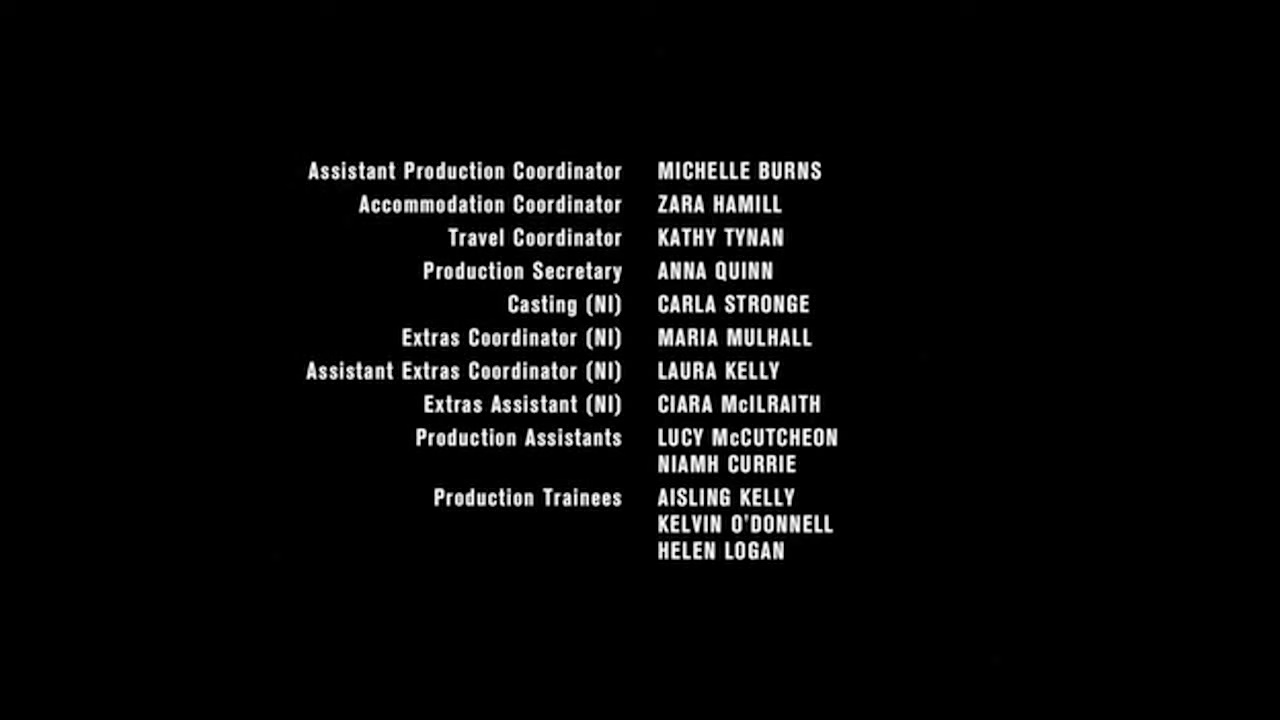 Assistant Production Coordinator MICHELLE BURNS
Accommodation Coordinator ZARA HAMILL
Travel Coordinator KATHY TYNAN
Production Secretary ANNA QUINN
Casting (NI) CARLA STRONGE
Extras Coordinator (NI) MARIA MULHALL
Assistant Extras Coordinator (NI) LAURA KELLY
Extras Assistant (NI) CIARA McILRAITH
Production Assistants LUCY McCUTCHEON
NIAMH CURRIE
Production Trainees AISLING KELLY
KELVIN O'DONNELL
HELEN LOGAN